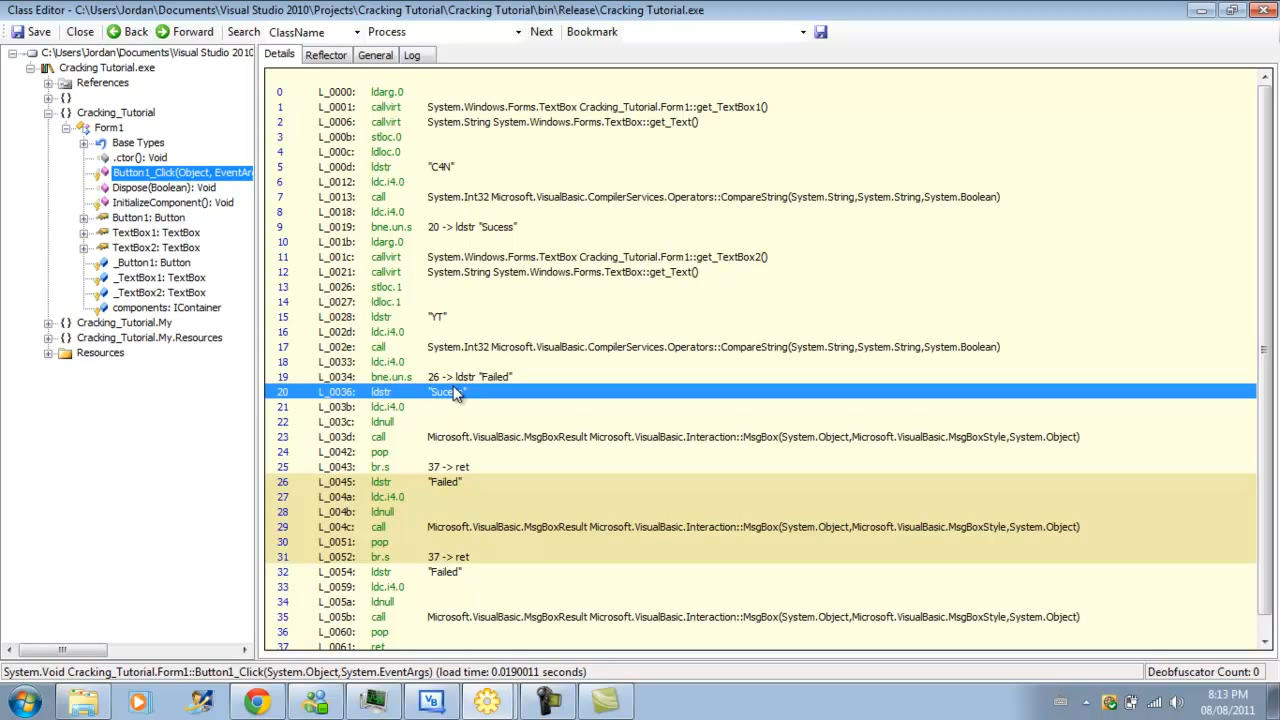 Class Editor - C:\Users\Jordan\Documents\Visual Studio 2010\Projects\Cracking Tutorial\Cracking Tutorial\bin\Release\Cracking Tutorial.exe
Save Close Back Forward Search ClassName Process Next Bookmark
C:\Users\Jordan\Documents\Visual Studio 2010
Cracking Tutorial.exe
References
{}
{} Cracking_Tutorial
Form1
Base Types
.ctor(): Void
Button1_Click(Object, EventAr
Dispose(Boolean): Void
InitializeComponent(): Void
Button1: Button
TextBox1: TextBox
TextBox2: TextBox
_Button1: Button
_TextBox1: TextBox
_TextBox2: TextBox
components: IContainer
{} Cracking_Tutorial.My
{} Cracking_Tutorial.My.Resources
Resources
Details Reflector General Log
0 L_0000: ldarg.0
1 L_0001: callvirt System.Windows.Forms.TextBox Cracking_Tutorial.Form1::get_TextBox1()
2 L_0006: callvirt System.String System.Windows.Forms.TextBox::get_Text()
3 L_000b: stloc.0
4 L_000c: ldloc.0
5 L_000d: ldstr "C4N"
6 L_0012: ldc.i4.0
7 L_0013: call System.Int32 Microsoft.VisualBasic.CompilerServices.Operators::CompareString(System.String,System.String,System.Boolean)
8 L_0018: ldc.i4.0
9 L_0019: bne.un.s 20 -> ldstr "Sucess"
10 L_001b: ldarg.0
11 L_001c: callvirt System.Windows.Forms.TextBox Cracking_Tutorial.Form1::get_TextBox2()
12 L_0021: callvirt System.String System.Windows.Forms.TextBox::get_Text()
13 L_0026: stloc.1
14 L_0027: ldloc.1
15 L_0028: ldstr "YT"
16 L_002d: ldc.i4.0
17 L_002e: call System.Int32 Microsoft.VisualBasic.CompilerServices.Operators::CompareString(System.String,System.String,System.Boolean)
18 L_0033: ldc.i4.0
19 L_0034: bne.un.s 26 -> ldstr "Failed"
20 L_0036: ldstr "Sucess"
21 L_003b: ldc.i4.0
22 L_003c: ldnull
23 L_003d: call Microsoft.VisualBasic.MsgBoxResult Microsoft.VisualBasic.Interaction::MsgBox(System.Object,Microsoft.VisualBasic.MsgBoxStyle,System.Object)
24 L_0042: pop
25 L_0043: br.s 37 -> ret
26 L_0045: ldstr "Failed"
27 L_004a: ldc.i4.0
28 L_004b: ldnull
29 L_004c: call Microsoft.VisualBasic.MsgBoxResult Microsoft.VisualBasic.Interaction::MsgBox(System.Object,Microsoft.VisualBasic.MsgBoxStyle,System.Object)
30 L_0051: pop
31 L_0052: br.s 37 -> ret
32 L_0054: ldstr "Failed"
33 L_0059: ldc.i4.0
34 L_005a: ldnull
35 L_005b: call Microsoft.VisualBasic.MsgBoxResult Microsoft.VisualBasic.Interaction::MsgBox(System.Object,Microsoft.VisualBasic.MsgBoxStyle,System.Object)
36 L_0060: pop
37 L_0061: ret
System.Void Cracking_Tutorial.Form1::Button1_Click(System.Object,System.EventArgs) (load time: 0.0190011 seconds)
Deobfuscator Count: 0
VB
8:13 PM
08/08/2011